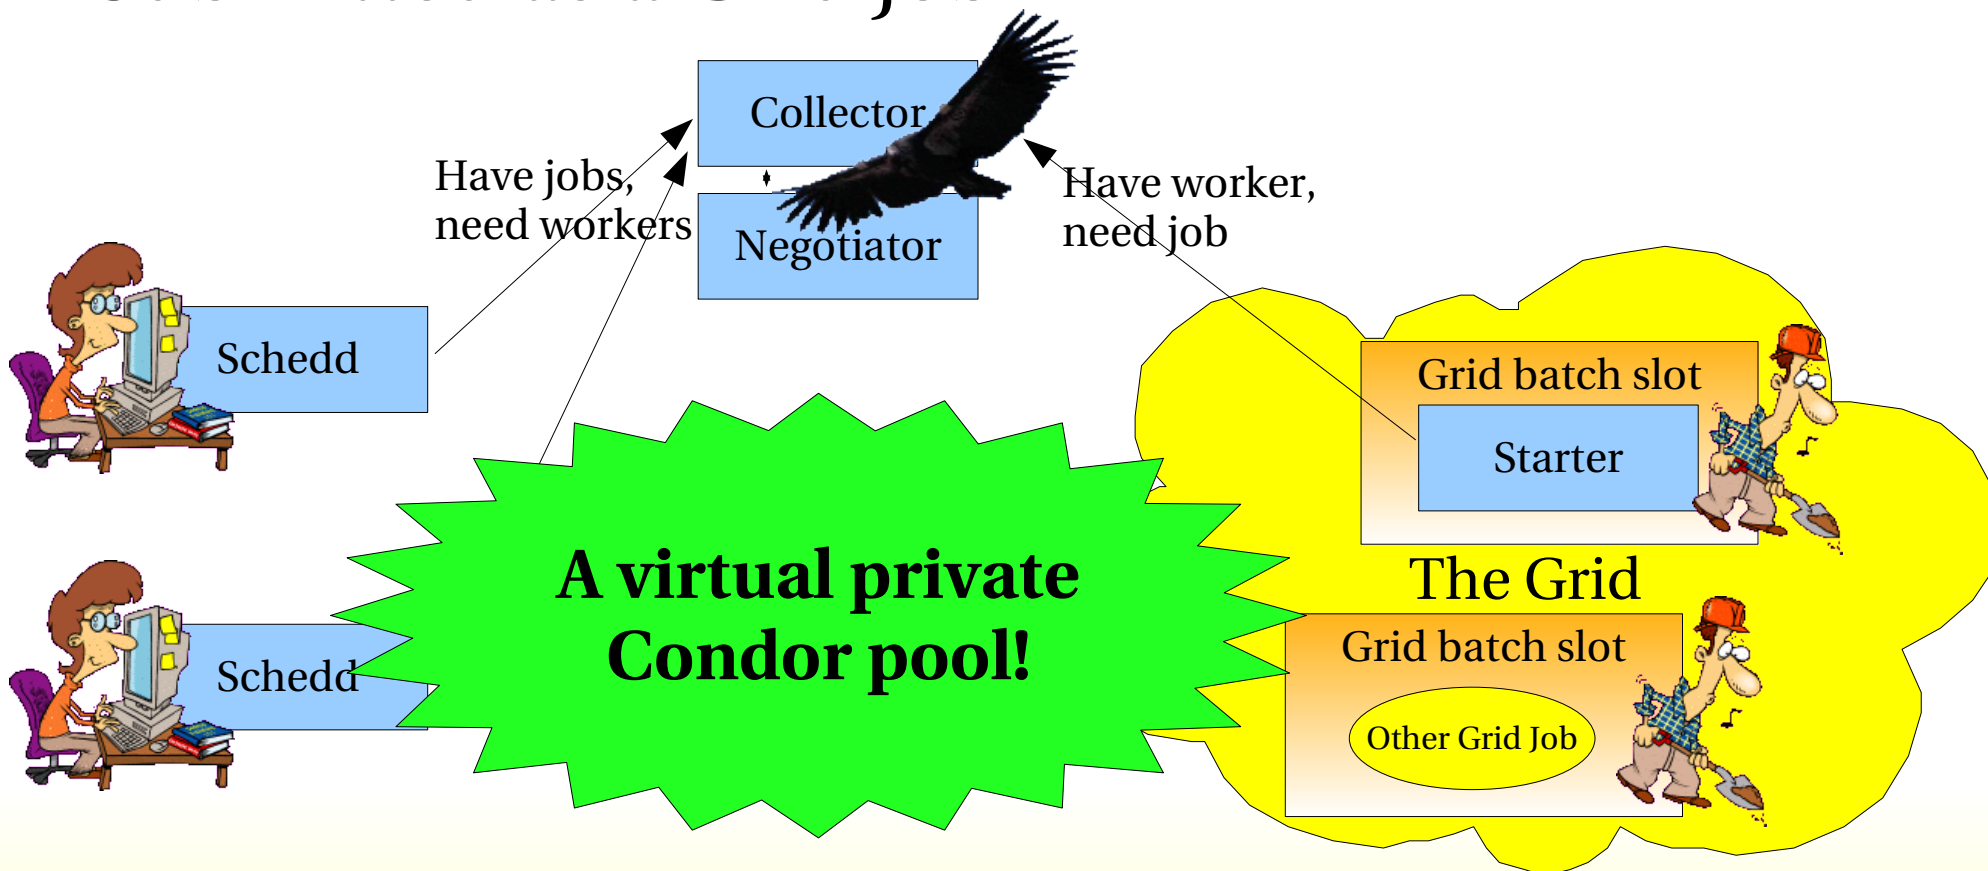 Collector
Have jobs,
need workers
Have worker,
need job
Negotiator
Schedd
Grid batch slot
Starter
A virtual private
Condor pool!
The Grid
Schedd
Grid batch slot
Other Grid Job